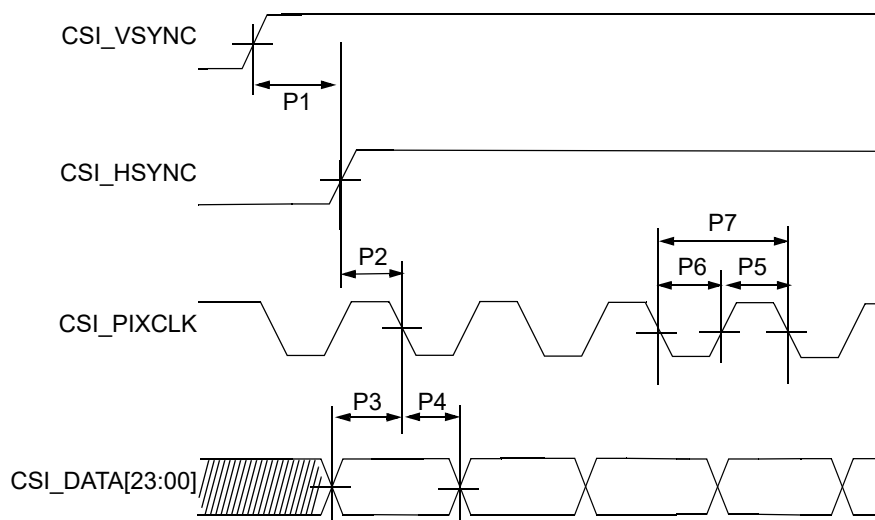 CSI_VSYNC
P1
CSI_HSYNC
P7
P2
P6 P5
CSI_PIXCLK
P3 P4
CSI_DATA[23:00]